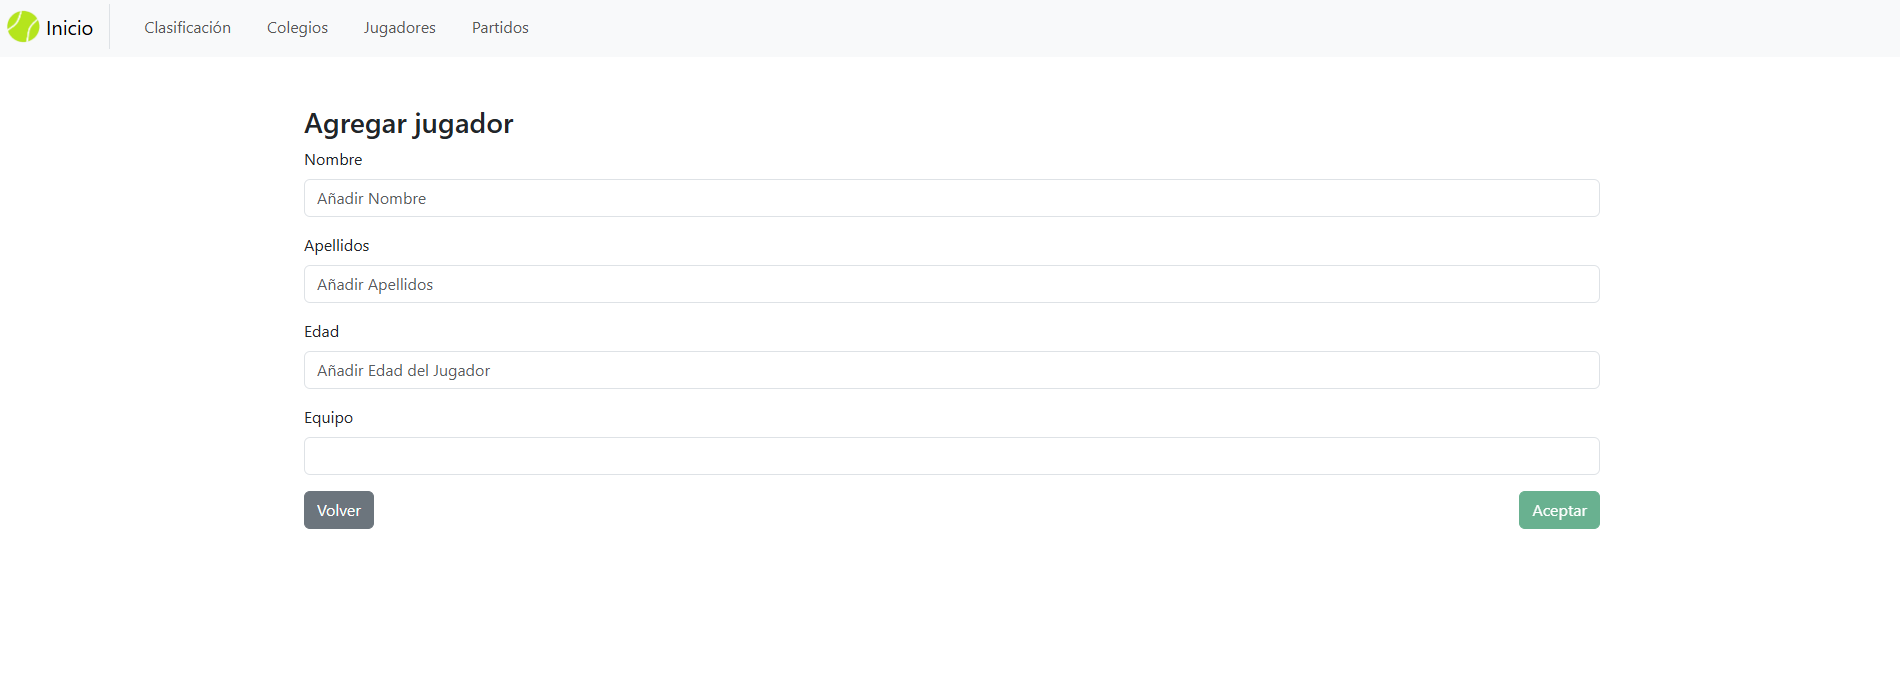 Inicio Clasificación Colegios Jugadores Partidos
Agregar jugador
Nombre
Añadir Nombre
Apellidos
Añadir Apellidos
Edad
Añadir Edad del Jugador
Equipo
Volver Aceptar